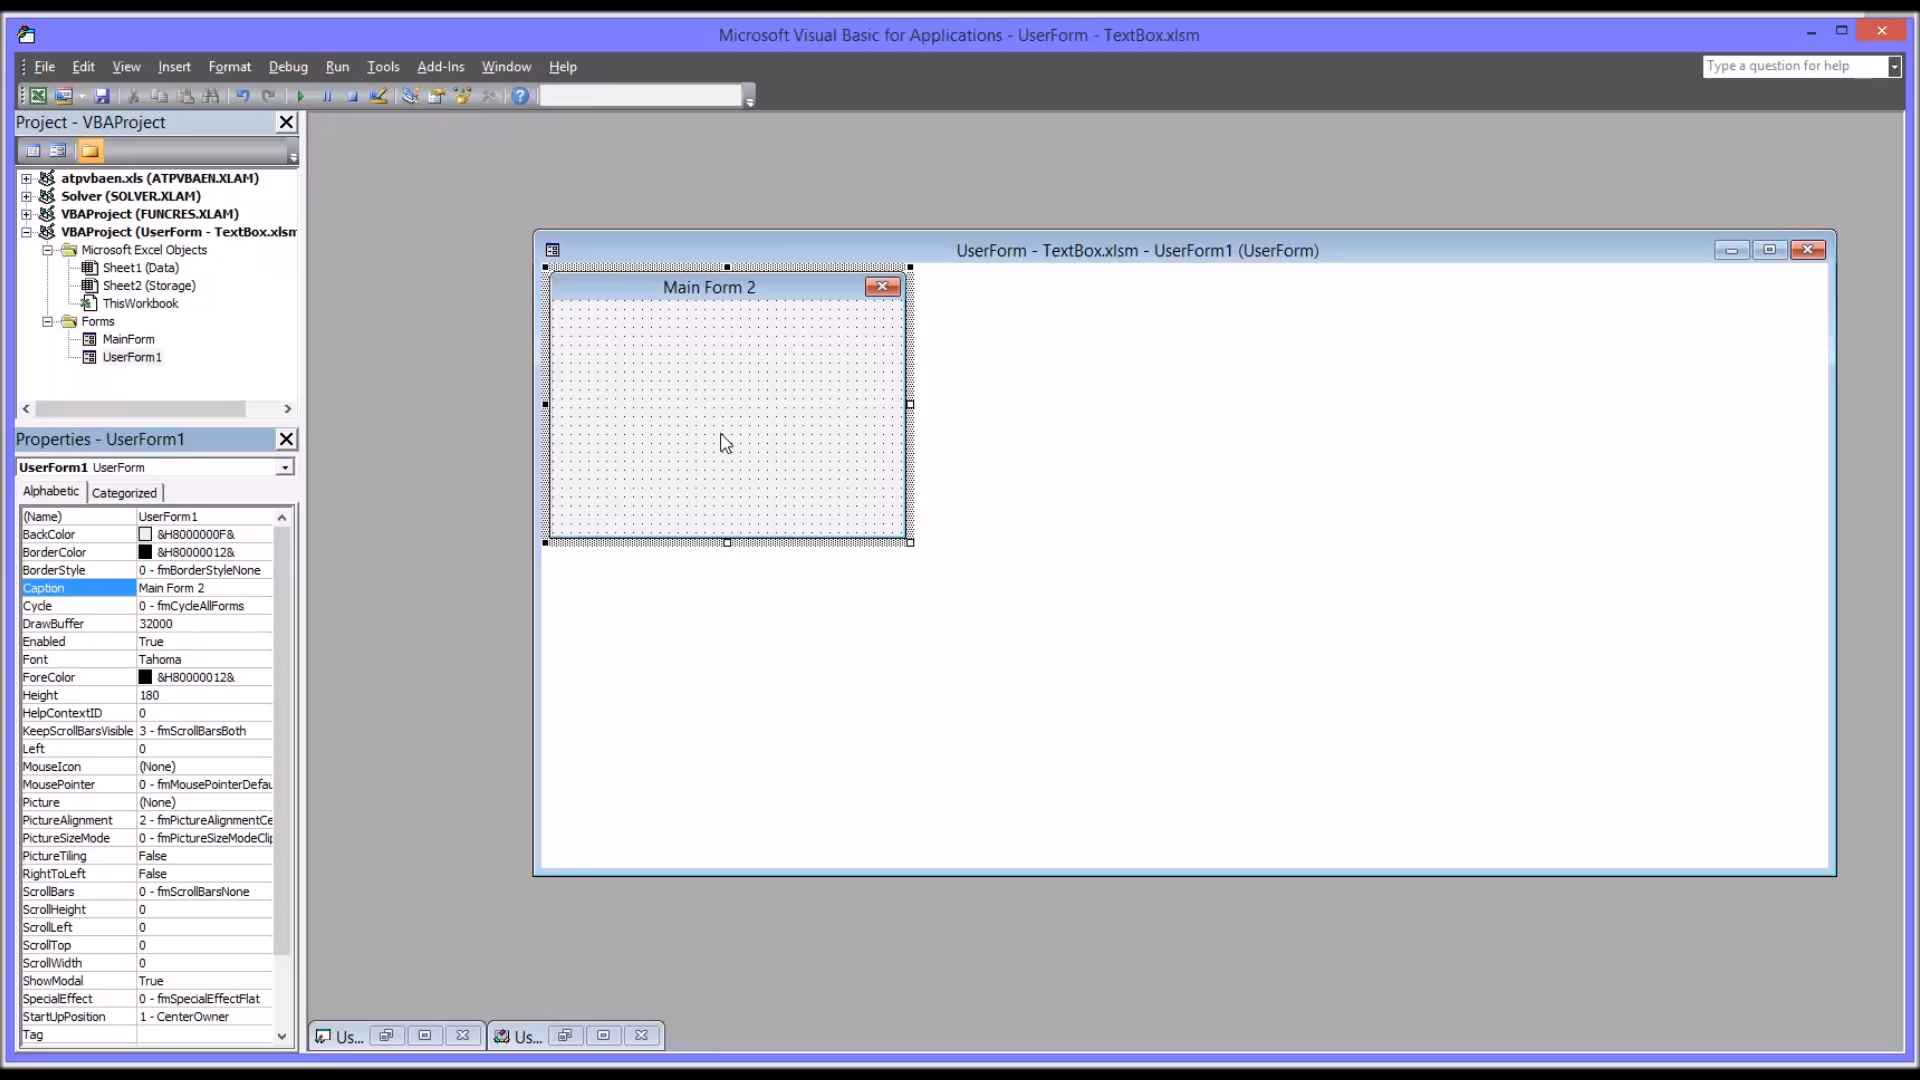 Microsoft Visual Basic for Applications - UserForm - TextBox.xlsm
File Edit View Insert Format Debug Run Tools Add-Ins Window Help
Type a question for help
Project - VBAProject
atpvbaen.xls (ATPVBAEN.XLAM)
Solver (SOLVER.XLAM)
VBAProject (FUNCRES.XLAM)
VBAProject (UserForm - TextBox.xlsm
Microsoft Excel Objects
Sheet1 (Data)
Sheet2 (Storage)
ThisWorkbook
Forms
MainForm
UserForm1
UserForm - TextBox.xlsm - UserForm1 (UserForm)
Main Form 2
Properties - UserForm1
UserForm1 UserForm
Alphabetic Categorized
(Name) UserForm1
BackColor &H8000000F&
BorderColor &H80000012&
BorderStyle 0 - fmBorderStyleNone
Caption Main Form 2
Cycle 0 - fmCycleAllForms
DrawBuffer 32000
Enabled True
Font Tahoma
ForeColor &H80000012&
Height 180
HelpContextID 0
KeepScrollBarsVisible 3 - fmScrollBarsBoth
Left 0
MouseIcon (None)
MousePointer 0 - fmMousePointerDefau
Picture (None)
PictureAlignment 2 - fmPictureAlignmentCe
PictureSizeMode 0 - fmPictureSizeModeClip
PictureTiling False
RightToLeft False
ScrollBars 0 - fmScrollBarsNone
ScrollHeight 0
ScrollLeft 0
ScrollTop 0
ScrollWidth 0
ShowModal True
SpecialEffect 0 - fmSpecialEffectFlat
StartUpPosition 1 - CenterOwner
Tag
Us... Us...